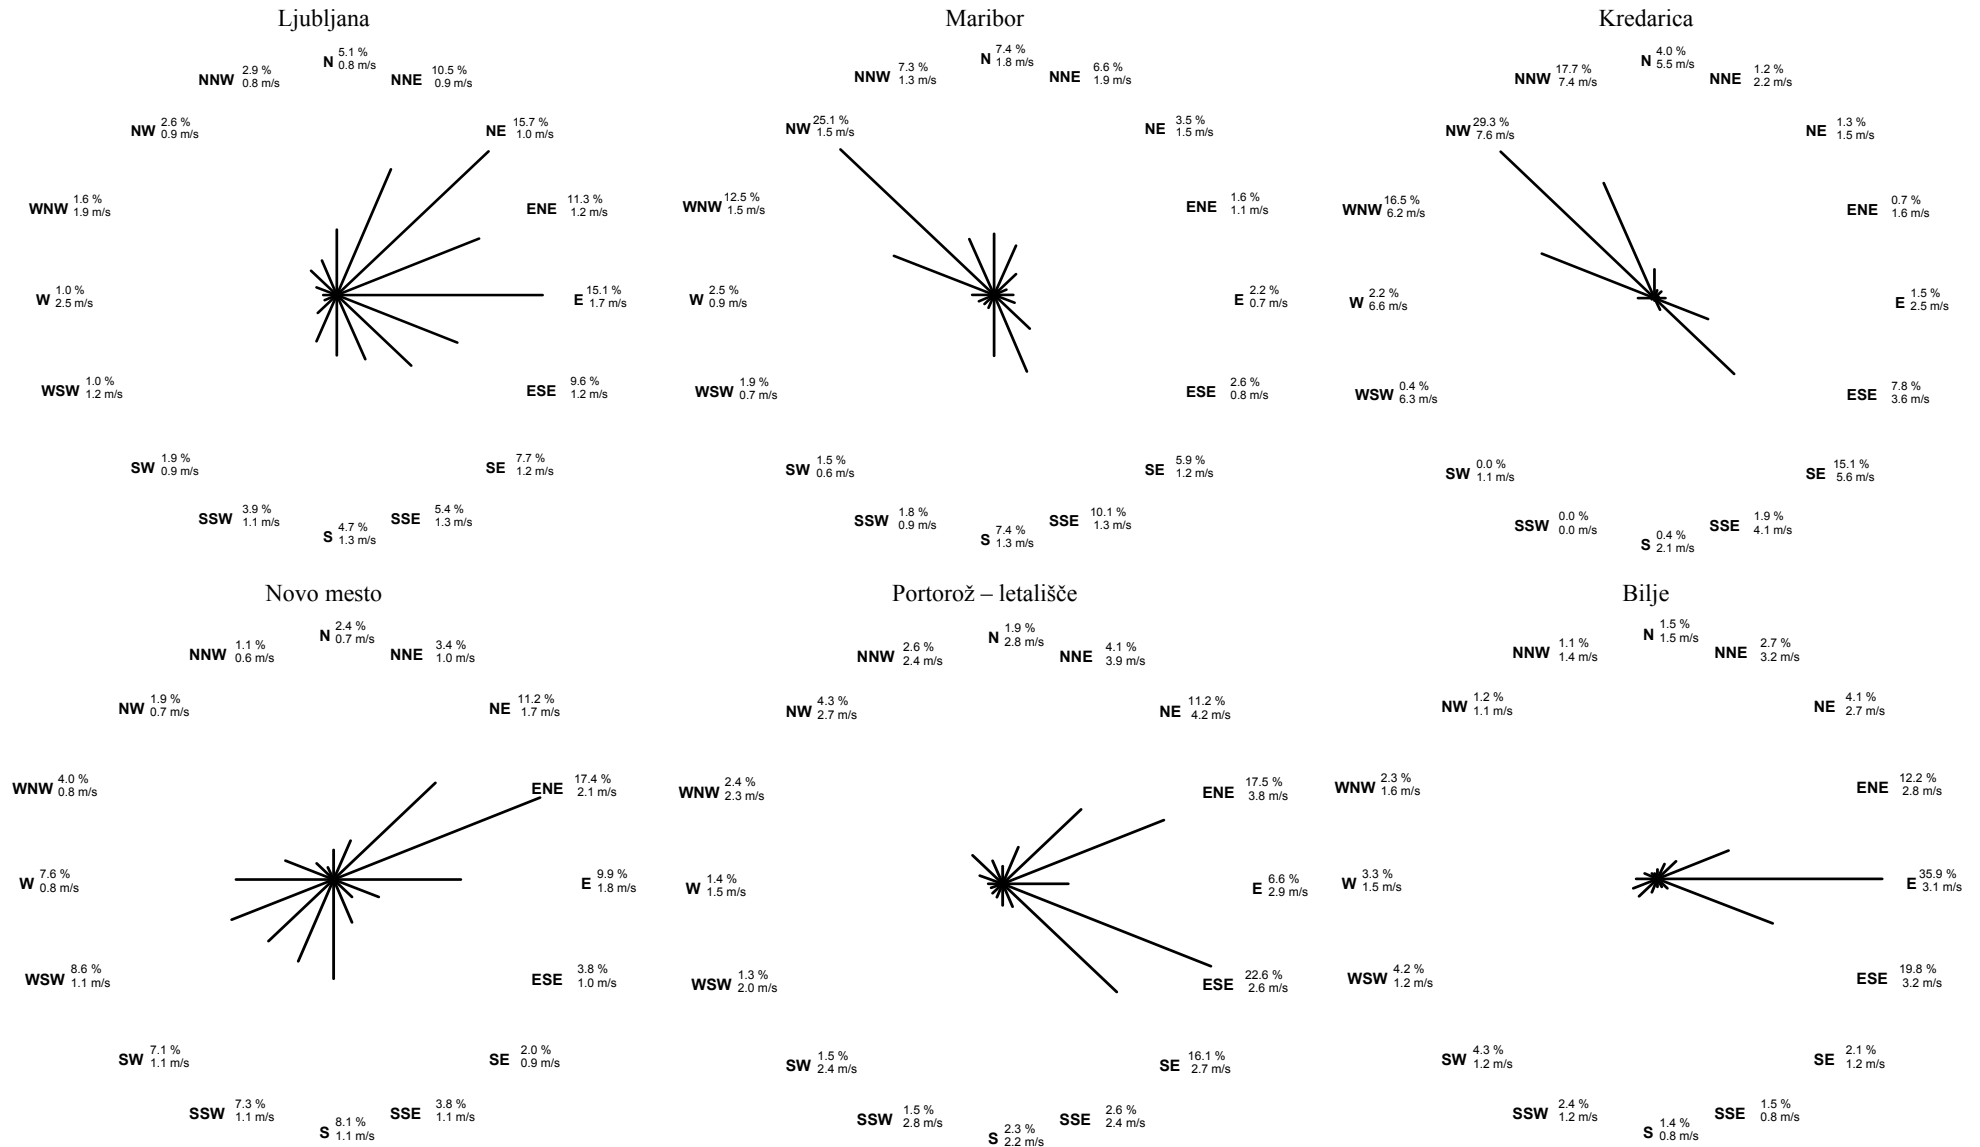 Ljubljana
N 5.1 %
0.8 m/s
NNW 2.9 %
0.8 m/s
NNE 10.5 %
0.9 m/s
NW 2.6 %
0.9 m/s
NE 15.7 %
1.0 m/s
WNW 1.6 %
1.9 m/s
ENE 11.3 %
1.2 m/s
W 1.0 %
2.5 m/s
E 15.1 %
1.7 m/s
WSW 1.0 %
1.2 m/s
ESE 9.6 %
1.2 m/s
SW 1.9 %
0.9 m/s
SE 7.7 %
1.2 m/s
SSW 3.9 %
1.1 m/s
SSE 5.4 %
1.3 m/s
S 4.7 %
1.3 m/s
Maribor
N 7.4 %
1.8 m/s
NNW 7.3 %
1.3 m/s
NNE 6.6 %
1.9 m/s
NW 25.1 %
1.5 m/s
NE 3.5 %
1.5 m/s
WNW 12.5 %
1.5 m/s
ENE 1.6 %
1.1 m/s
W 2.5 %
0.9 m/s
E 2.2 %
0.7 m/s
WSW 1.9 %
0.7 m/s
ESE 2.6 %
0.8 m/s
SW 1.5 %
0.6 m/s
SE 5.9 %
1.2 m/s
SSW 1.8 %
0.9 m/s
SSE 10.1 %
1.3 m/s
S 7.4 %
1.3 m/s
Kredarica
N 4.0 %
5.5 m/s
NNW 17.7 %
7.4 m/s
NNE 1.2 %
2.2 m/s
NW 29.3 %
7.6 m/s
NE 1.3 %
1.5 m/s
WNW 16.5 %
6.2 m/s
ENE 0.7 %
1.6 m/s
W 2.2 %
6.6 m/s
E 1.5 %
2.5 m/s
WSW 0.4 %
6.3 m/s
ESE 7.8 %
3.6 m/s
SW 0.0 %
1.1 m/s
SE 15.1 %
5.6 m/s
SSW 0.0 %
0.0 m/s
SSE 1.9 %
4.1 m/s
S 0.4 %
2.1 m/s
Novo mesto
N 2.4 %
0.7 m/s
NNW 1.1 %
0.6 m/s
NNE 3.4 %
1.0 m/s
NW 1.9 %
0.7 m/s
NE 11.2 %
1.7 m/s
WNW 4.0 %
0.8 m/s
ENE 17.4 %
2.1 m/s
W 7.6 %
0.8 m/s
E 9.9 %
1.8 m/s
WSW 8.6 %
1.1 m/s
ESE 3.8 %
1.0 m/s
SW 7.1 %
1.1 m/s
SE 2.0 %
0.9 m/s
SSW 7.3 %
1.1 m/s
SSE 3.8 %
1.1 m/s
S 8.1 %
1.1 m/s
Portorož – letališče
N 1.9 %
2.8 m/s
NNW 2.6 %
2.4 m/s
NNE 4.1 %
3.9 m/s
NW 4.3 %
2.7 m/s
NE 11.2 %
4.2 m/s
WNW 2.4 %
2.3 m/s
ENE 17.5 %
3.8 m/s
W 1.4 %
1.5 m/s
E 6.6 %
2.9 m/s
WSW 1.3 %
2.0 m/s
ESE 22.6 %
2.6 m/s
SW 1.5 %
2.4 m/s
SE 16.1 %
2.7 m/s
SSW 1.5 %
2.8 m/s
SSE 2.6 %
2.4 m/s
S 2.3 %
2.2 m/s
Bilje
N 1.5 %
1.5 m/s
NNW 1.1 %
1.4 m/s
NNE 2.7 %
3.2 m/s
NW 1.2 %
1.1 m/s
NE 4.1 %
2.7 m/s
WNW 2.3 %
1.6 m/s
ENE 12.2 %
2.8 m/s
W 3.3 %
1.5 m/s
E 35.9 %
3.1 m/s
WSW 4.2 %
1.2 m/s
ESE 19.8 %
3.2 m/s
SW 4.3 %
1.2 m/s
SE 2.1 %
1.2 m/s
SSW 2.4 %
1.2 m/s
SSE 1.5 %
0.8 m/s
S 1.4 %
0.8 m/s